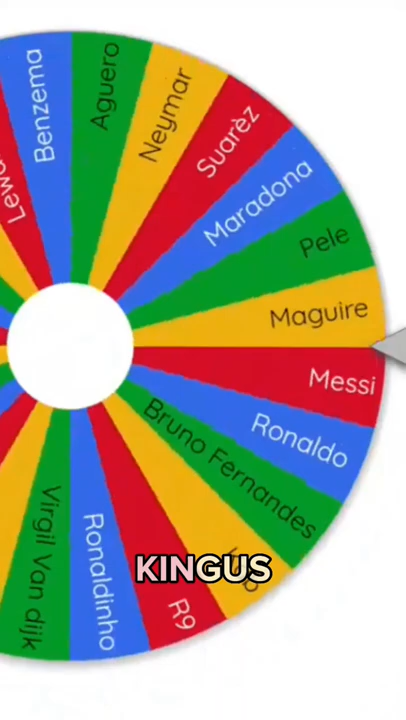 Lewa
Benzema
Aguero
Neymar
Suarèz
Maradona
Pele
Maguire
Messi
Ronaldo
Bruno Fernandes
R9
Ronaldinho
Virgil Van dijk
KINGUS